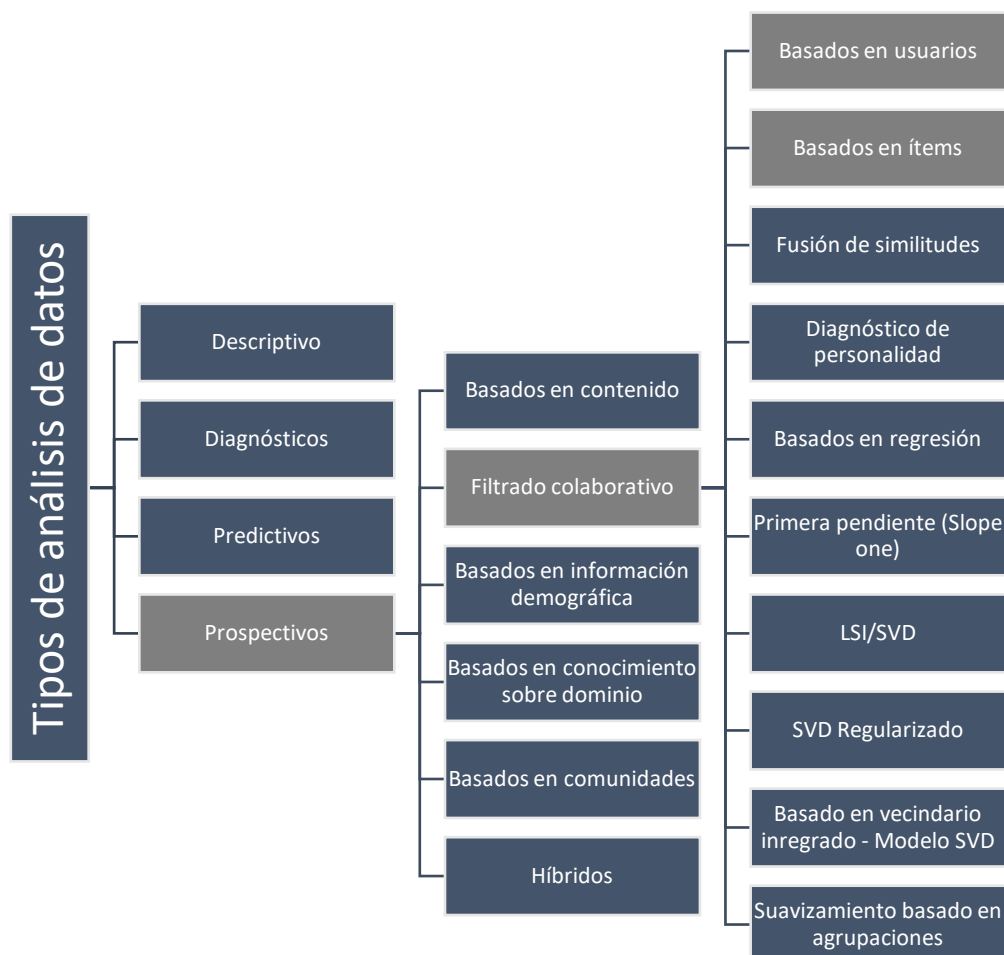 Tipos de análisis de datos
Descriptivo
Diagnósticos
Predictivos
Prospectivos
Basados en contenido
Filtrado colaborativo
Basados en información
demográfica
Basados en conocimiento
sobre dominio
Basados en comunidades
Híbridos
Basados en usuarios
Basados en ítems
Fusión de similitudes
Diagnóstico de
personalidad
Basados en regresión
Primera pendiente (Slope
one)
LSI/SVD
SVD Regularizado
Basado en vecindario
inregrado - Modelo SVD
Suavizamiento basado en
agrupaciones